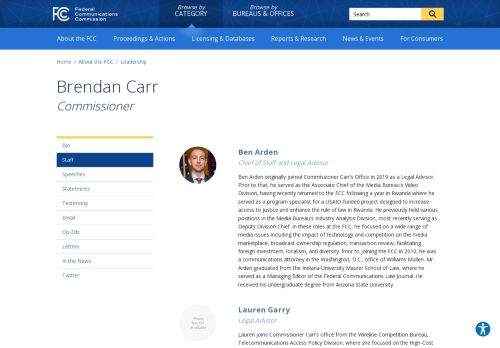 FCC
Federal
Communications
Commission
Browse by
CATEGORY
Browse by
BUREAUS & OFFICES
Search
About the FCC
Proceedings & Actions
Licensing & Databases
Reports & Research
News & Events
For Consumers
Home / About the FCC / Leadership
Brendan Carr
Commissioner
Bio
Staff
Speeches
Statements
Testimony
Email
Op-Eds
Letters
In the News
Twitter
Ben Arden
Chief of Staff and Legal Advisor
Ben Arden originally joined Commissioner Carr's Office in 2019 as a Legal Advisor.
Prior to that, he served as the Associate Chief of the Media Bureau's Video
Division, having recently returned to the FCC following a year in Rwanda where he
served as a program specialist for a USAID-funded project designed to increase
access to justice and enhance the rule of law in Rwanda. He previously held various
positions in the Media Bureau's Industry Analysis Division, most recently serving as
Deputy Division Chief. In these roles at the FCC, he focused on a wide range of
media issues including the impact of technology and competition on the media
marketplace, broadcast ownership regulation, transaction review, facilitating
foreign investment, localism, and diversity. Prior to joining the FCC in 2010, he was
a communications attorney in the Washington, D.C., office of Williams Mullen. Mr.
Arden graduated from the Indiana University Maurer School of Law, where he
served as a Managing Editor of the Federal Communications Law Journal. He
received his undergraduate degree from Arizona State University.
Photo
Not Yet
Available
Lauren Garry
Legal Advisor
Lauren joins Commissioner Carr's office from the Wireline Competition Bureau,
Telecommunications Access Policy Division, where she focused on the High-Cost